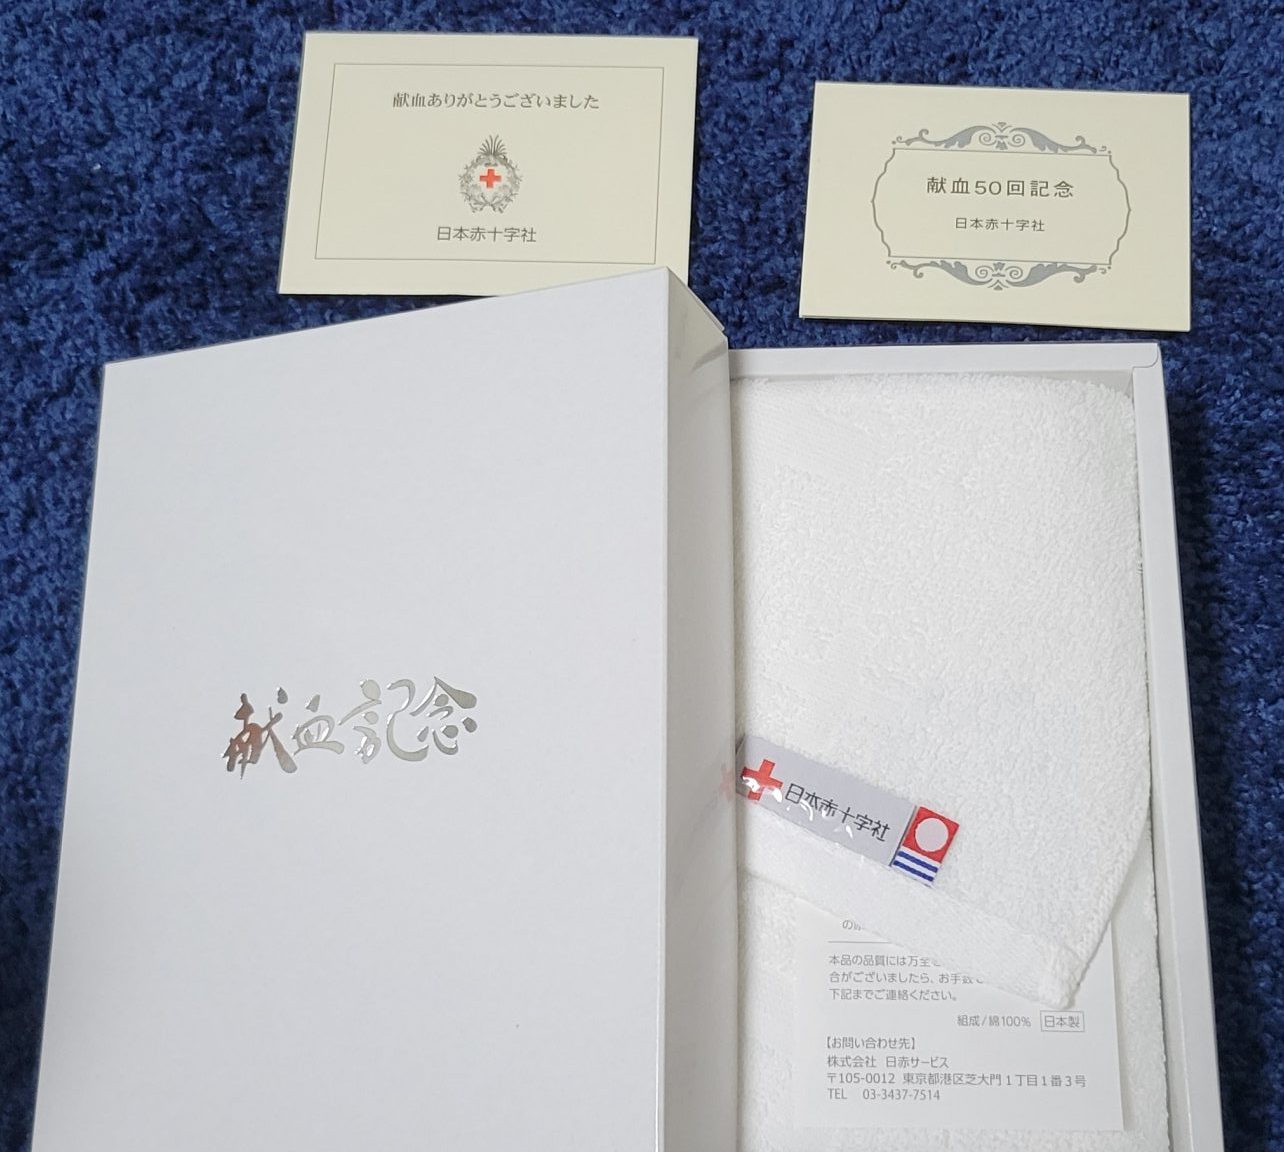 献血ありがとうございました
日本赤十字社
献血50回記念
日本赤十字社
献血記念
日本赤十字社
本品の品質には万全
合がございましたら、お手数
下記までご連絡ください。
組成/綿100% 日本製
【お問い合わせ先】
株式会社 日赤サービス
〒105-0012 東京都港区芝大門1丁目1番3号
TEL 03-3437-7514